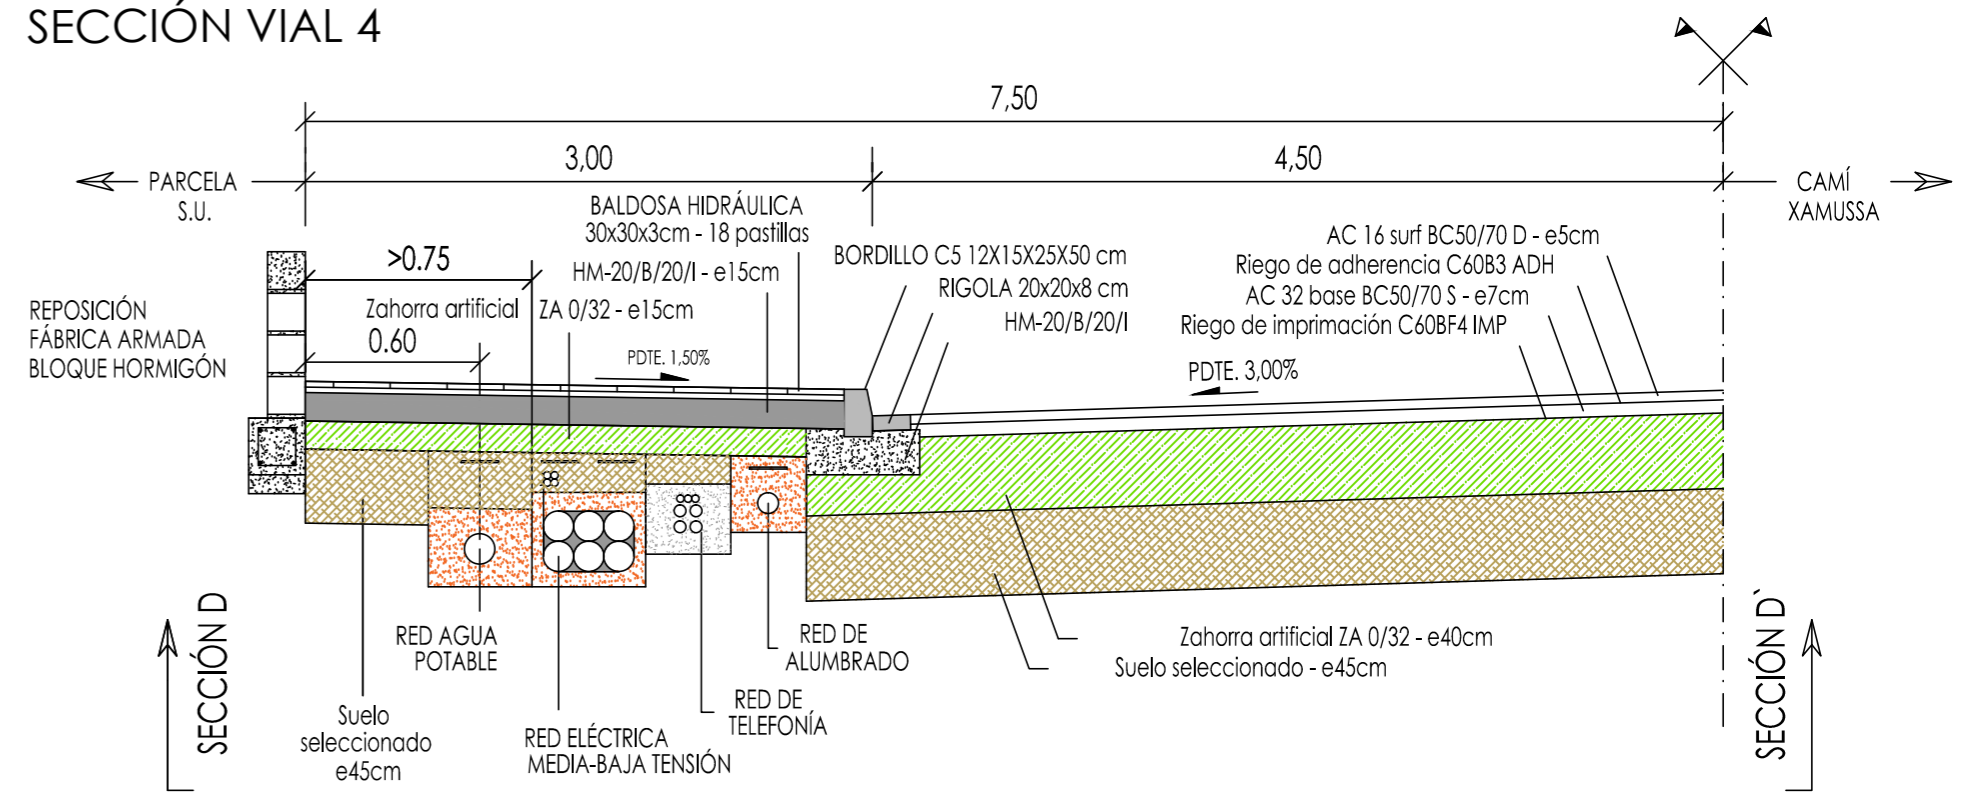 SECCIÓN VIAL 4
7,50
3,00
4,50
PARCELA
S.U.
CAMÍ
XAMUSSA
BALDOSA HIDRÁULICA
30x30x3cm - 18 pastillas
HM-20/B/20/I - e15cm
>0.75
Zahorra artificial ZA 0/32 - e15cm
0.60
PDTE. 1,50%
REPOSICIÓN
FÁBRICA ARMADA
BLOQUE HORMIGÓN
BORDILLO C5 12X15X25X50 cm
RIGOLA 20x20x8 cm
HM-20/B/20/I
AC 16 surf BC50/70 D - e5cm
Riego de adherencia C60B3 ADH
AC 32 base BC50/70 S - e7cm
Riego de imprimación C60BF4 IMP
PDTE. 3,00%
SECCIÓN D
Suelo
seleccionado
e45cm
RED AGUA
POTABLE
RED ELÉCTRICA
MEDIA-BAJA TENSIÓN
RED DE
TELEFONÍA
RED DE
ALUMBRADO
Zahorra artificial ZA 0/32 - e40cm
Suelo seleccionado - e45cm
SECCIÓN D`